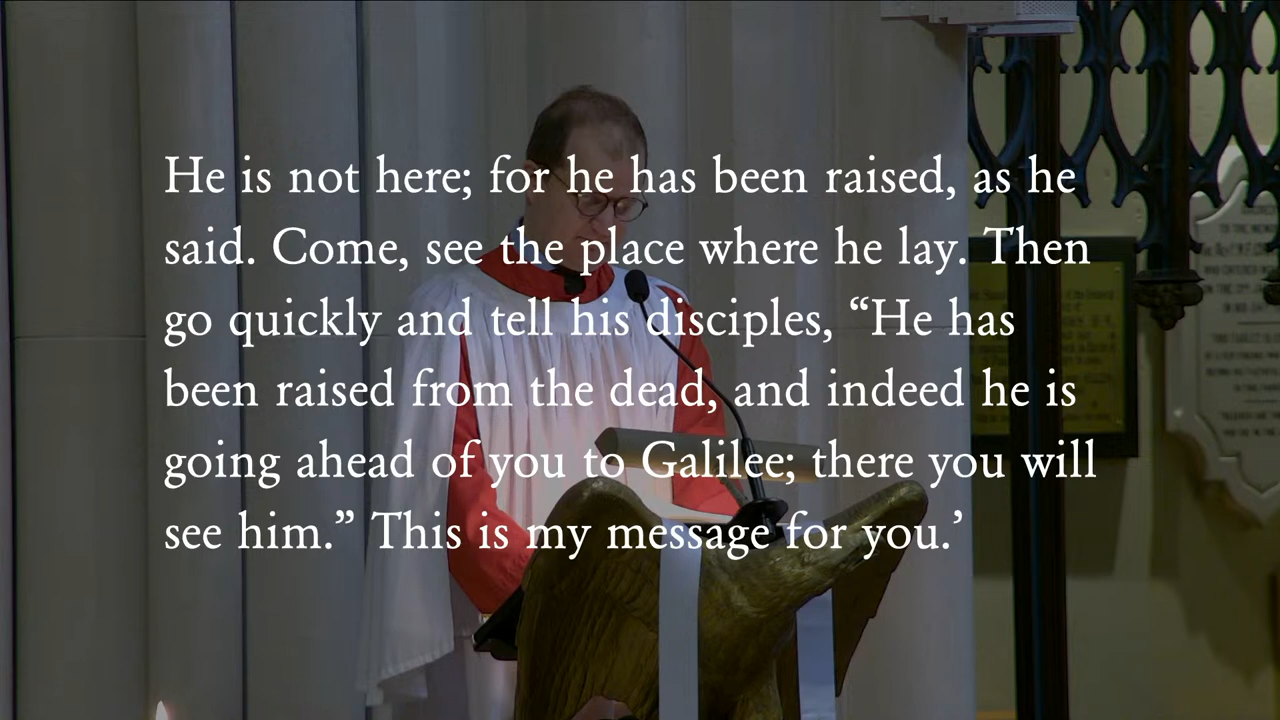 He is not here; for he has been raised, as he
said. Come, see the place where he lay. Then
go quickly and tell his disciples, “He has
been raised from the dead, and indeed he is
going ahead of you to Galilee; there you will
see him.” This is my message for you.’